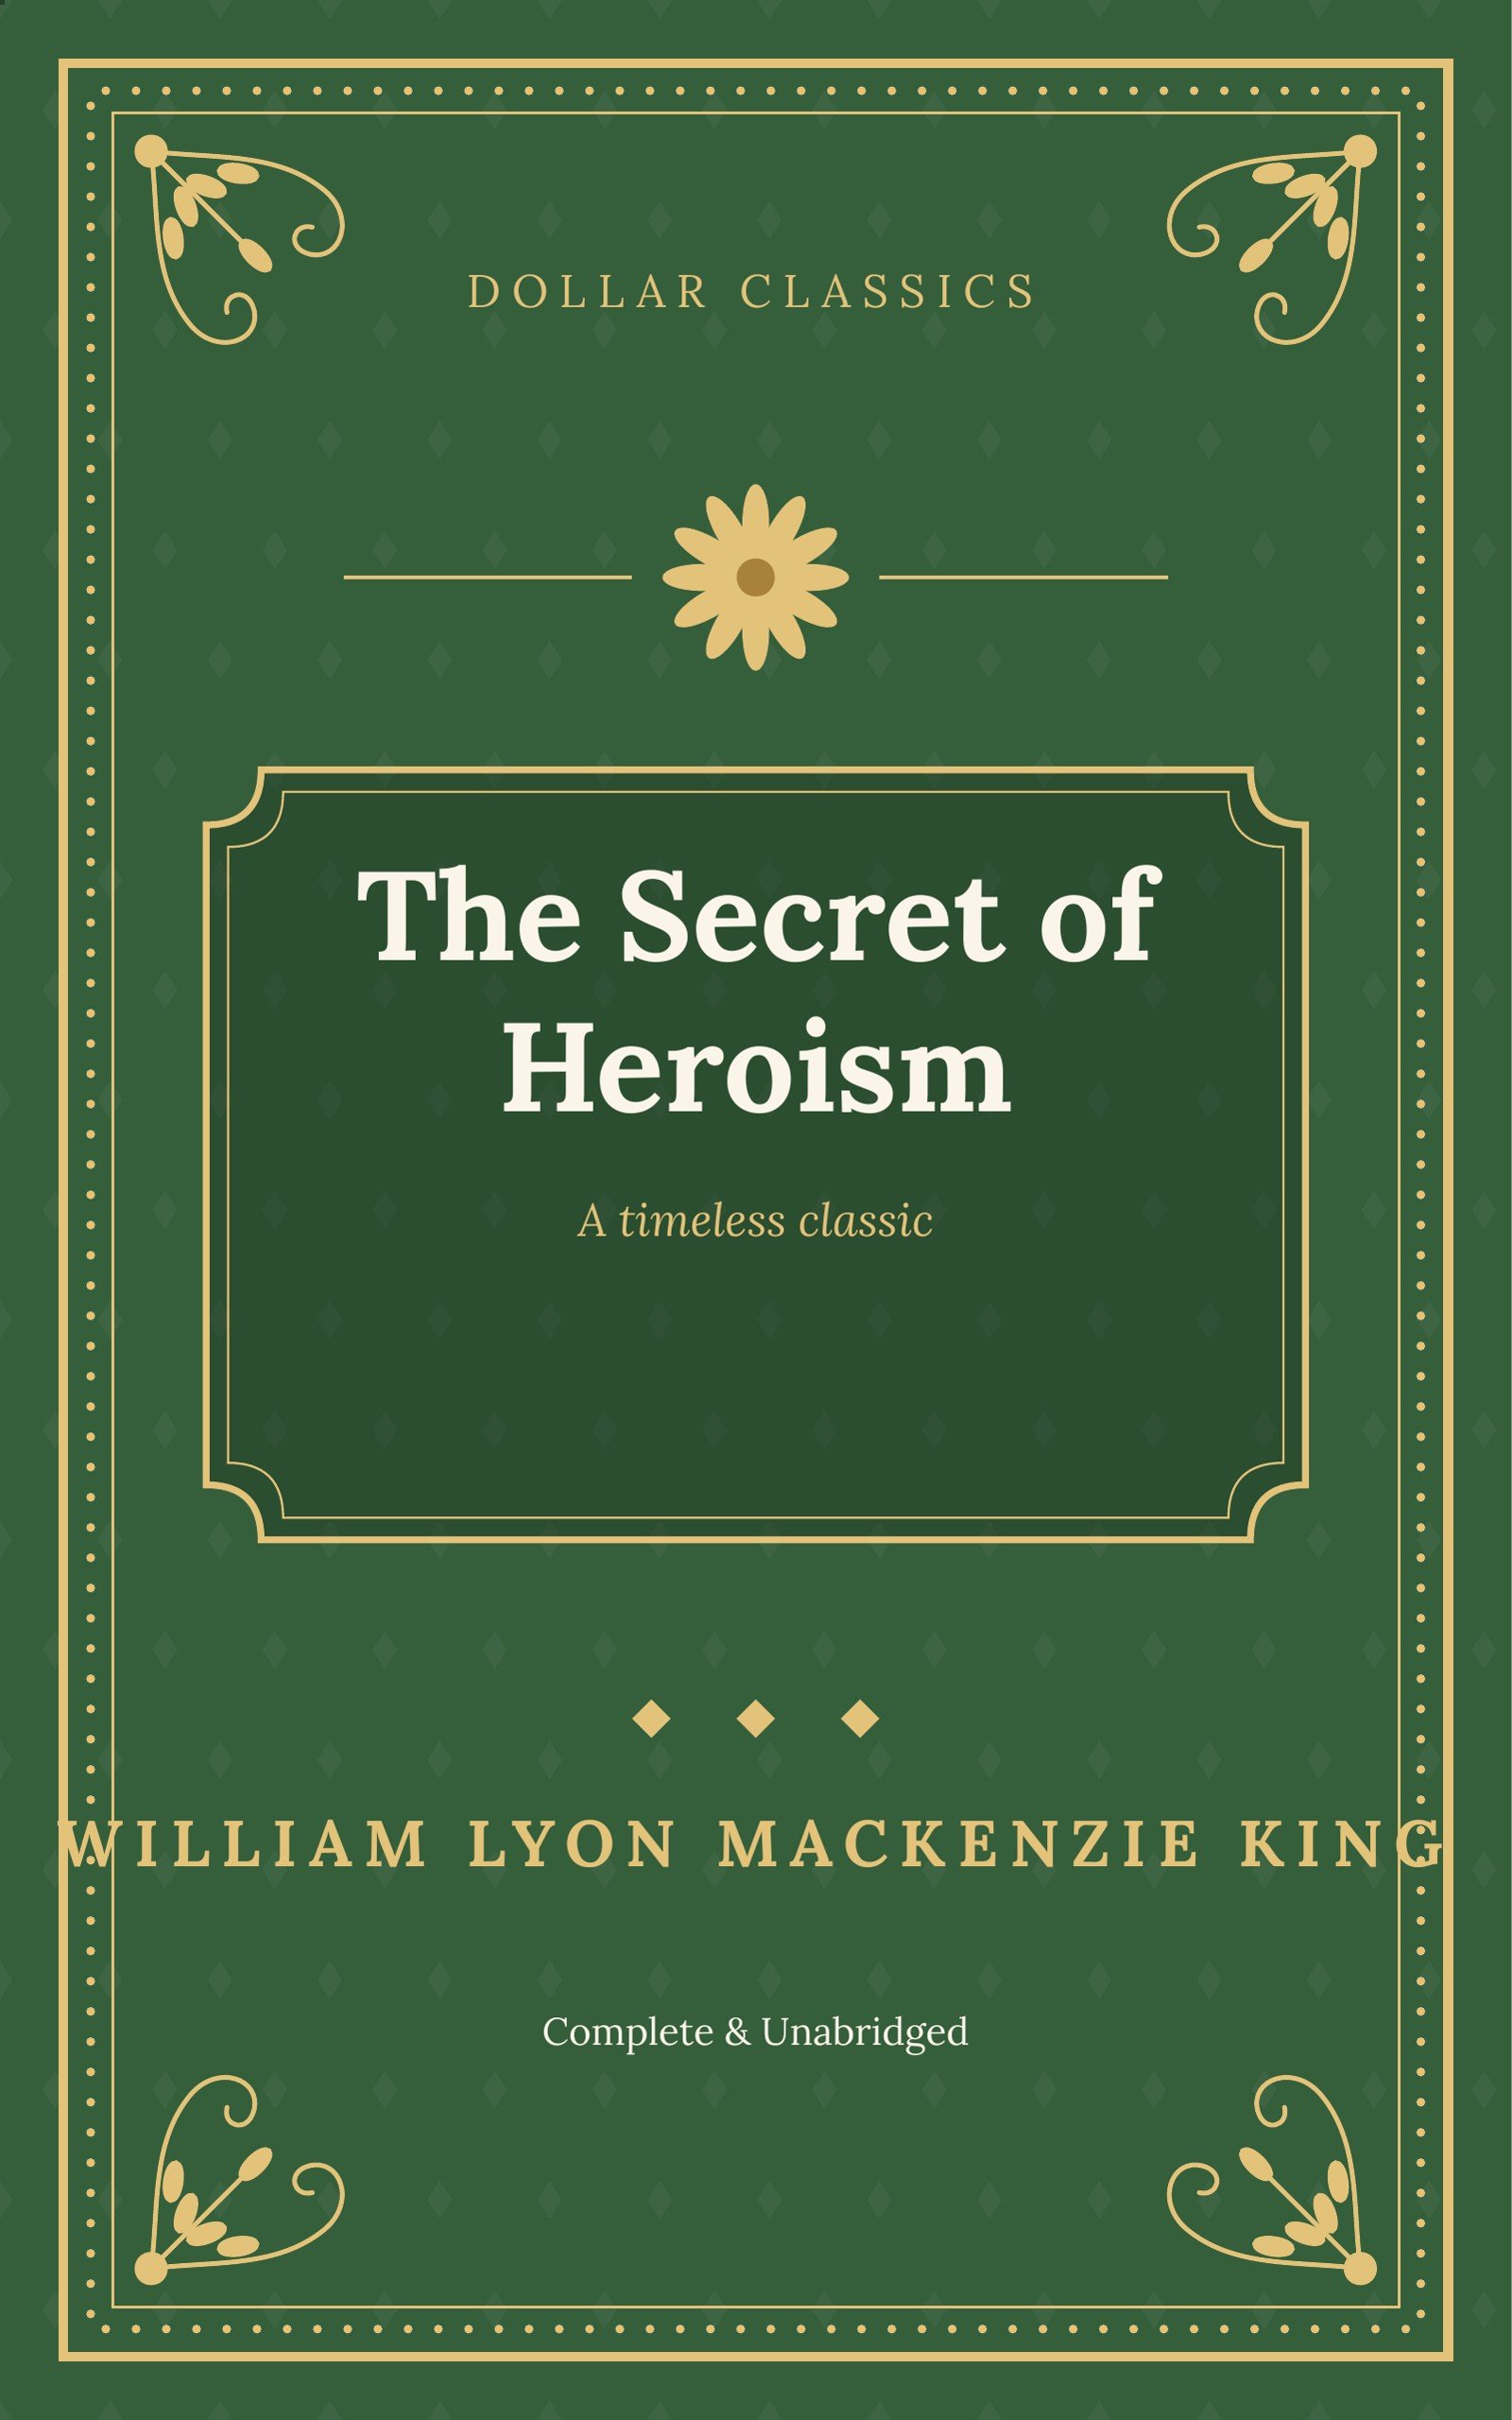 DOLLAR CLASSICS
The Secret of
Heroism
A timeless classic
WILLIAM LYON MACKENZIE KING
Complete & Unabridged